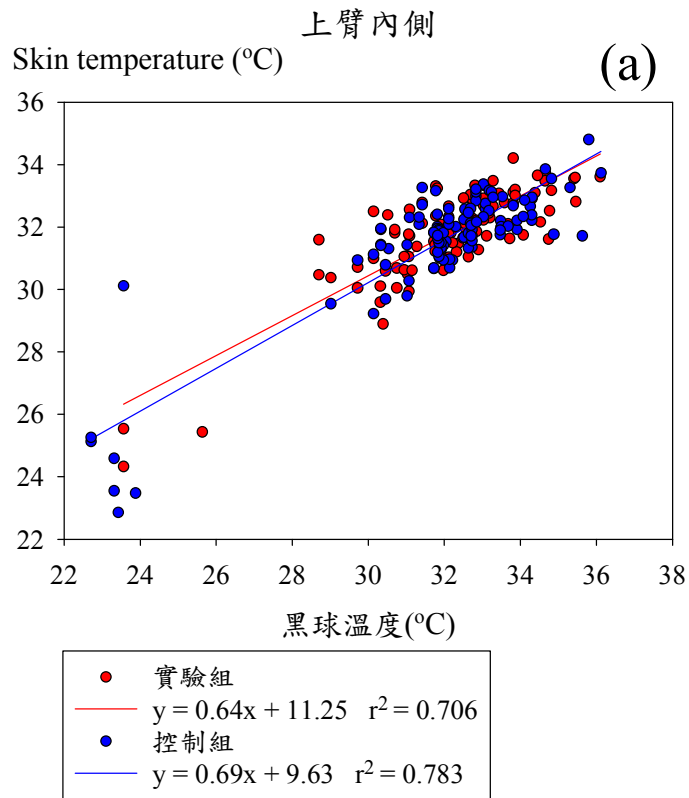 上臂內側
Skin temperature (ºC)
(a)
36
34
32
30
28
26
24
22
22 24 26 28 30 32 34 36 38
黑球溫度(ºC)
實驗組
y = 0.64x + 11.25 r² = 0.706
控制組
y = 0.69x + 9.63 r² = 0.783